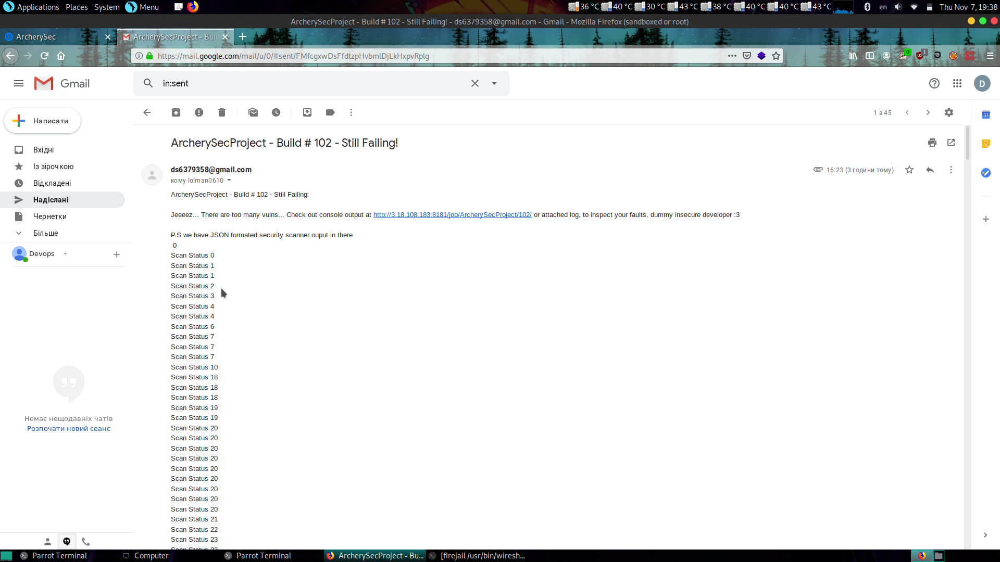 Applications Places System Menu 36 °C 40 °C 30 °C 43 °C 38 °C 40 °C 40 °C 43 °C en Thu Nov 7, 19:38
ArcherySecProject - Build # 102 - Still Failing! - ds6379358@gmail.com - Gmail - Mozilla Firefox (sandboxed or root)
ArcherySec ArcherySecProject - Buil
https://mail.google.com/mail/u/0/#sent/FMfcgxwDsFfdtzpHvbmlDjLkHxpvRplg 0 1
Gmail in:sent D
Написати 1 з 45 31
ArcherySecProject - Build # 102 - Still Failing!
Вхідні
Із зірочкою
Відкладені
Надіслані
Чернетки
Більше
Devops
Немає нещодавніх чатів
Розпочати новий сеанс
ds6379358@gmail.com 16:23 (3 години тому)
кому lolman0610
ArcherySecProject - Build # 102 - Still Failing:
Jeeeez... There are too many vulns... Check out console output at http://3.18.108.183:8181/job/ArcherySecProject/102/ or attached log, to inspect your faults, dummy insecure developer :3
P.S we have JSON formated security scanner ouput in there
0
Scan Status 0
Scan Status 1
Scan Status 1
Scan Status 2
Scan Status 3
Scan Status 4
Scan Status 4
Scan Status 6
Scan Status 7
Scan Status 7
Scan Status 7
Scan Status 10
Scan Status 18
Scan Status 18
Scan Status 18
Scan Status 19
Scan Status 19
Scan Status 20
Scan Status 20
Scan Status 20
Scan Status 20
Scan Status 20
Scan Status 20
Scan Status 20
Scan Status 20
Scan Status 20
Scan Status 21
Scan Status 22
Scan Status 23
Parrot Terminal Computer Parrot Terminal ArcherySecProject - Bu... [firejail /usr/bin/wiresh...